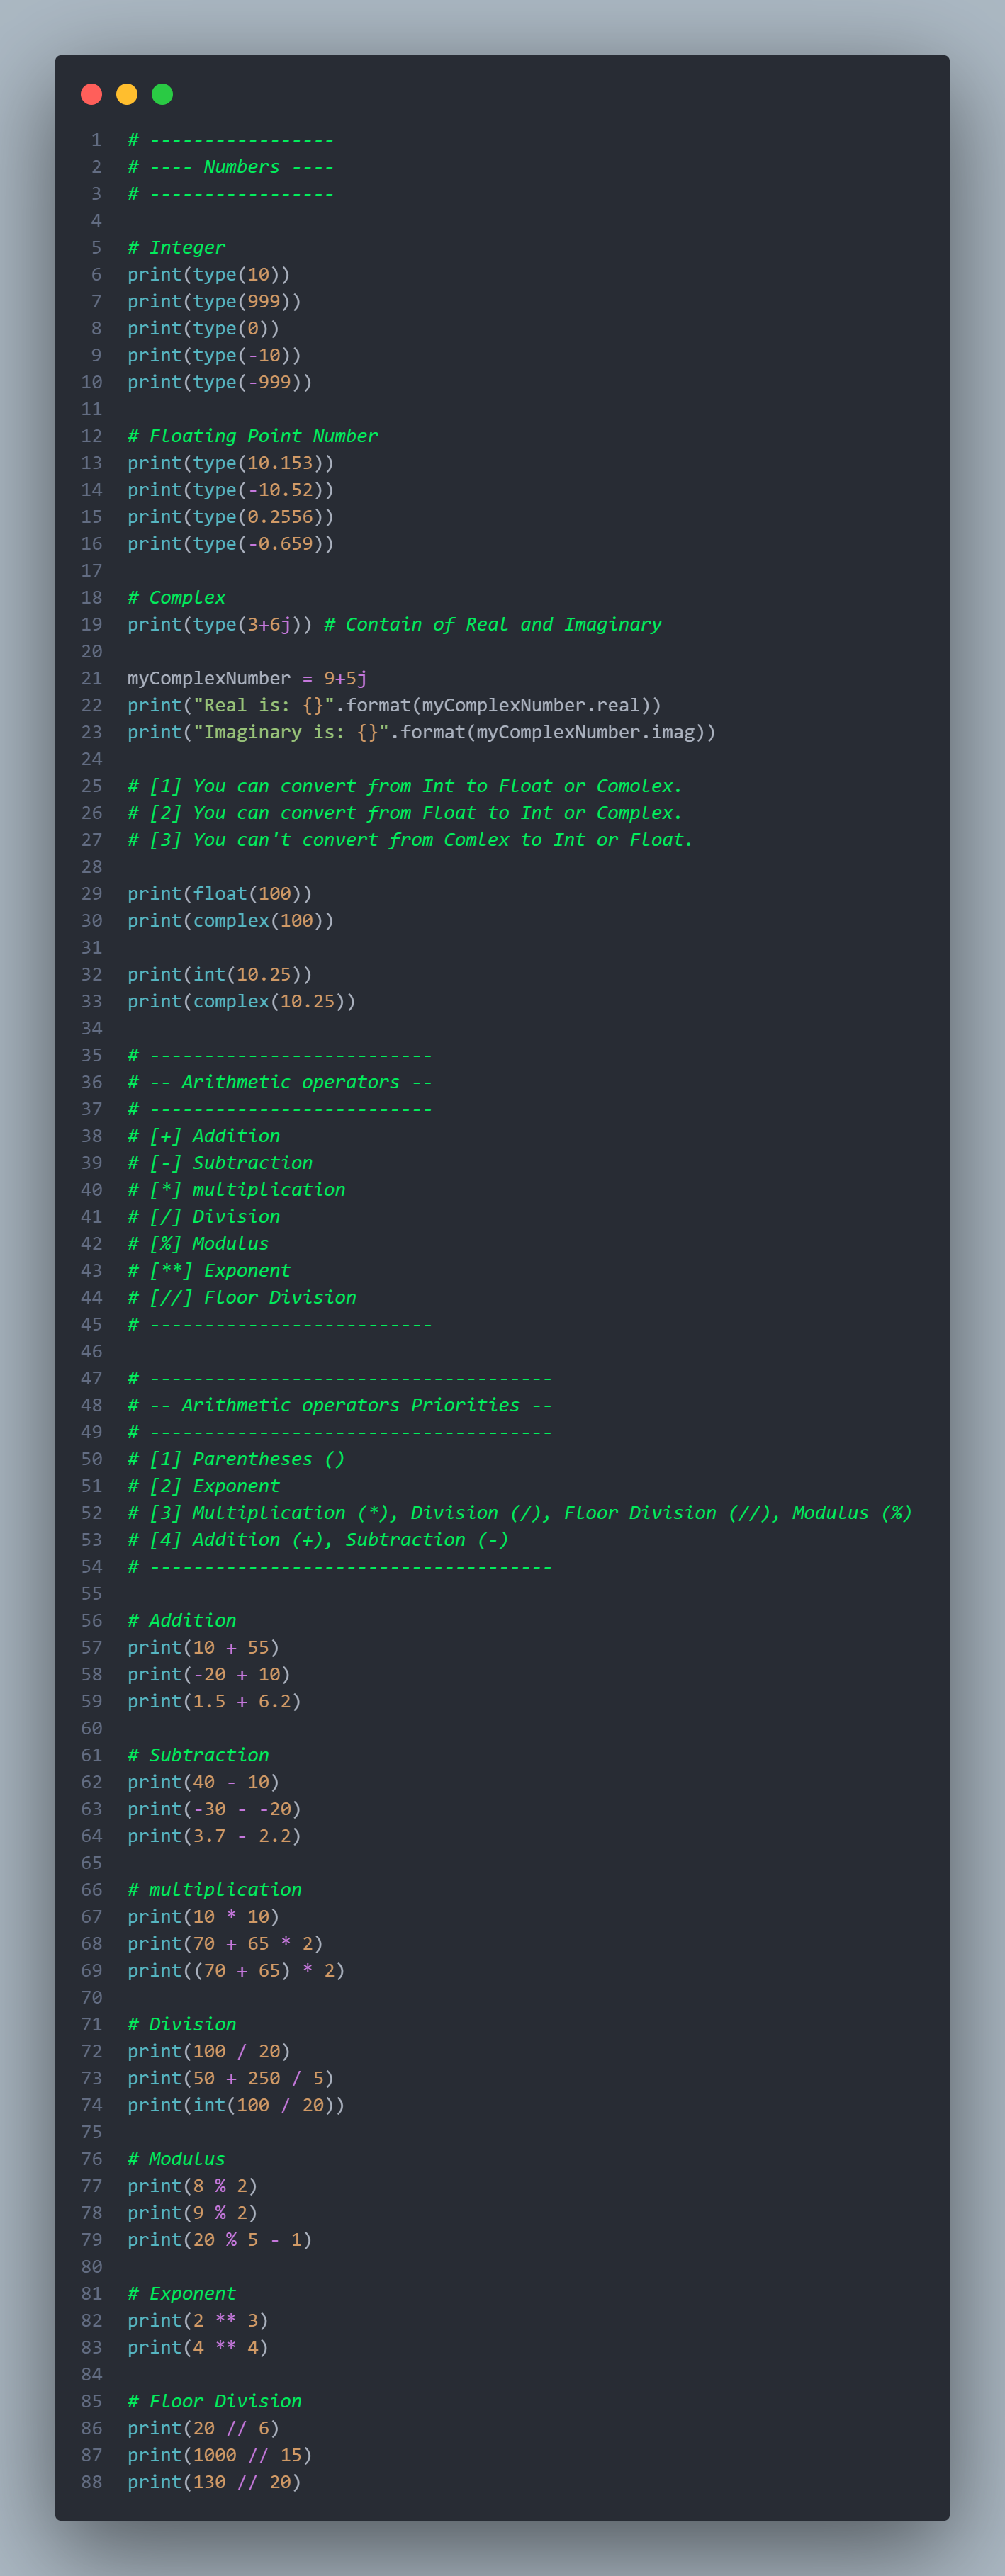 1 # -----------------
2 # ---- Numbers ----
3 # -----------------
4
5 # Integer
6 print(type(10))
7 print(type(999))
8 print(type(0))
9 print(type(-10))
10 print(type(-999))
11
12 # Floating Point Number
13 print(type(10.153))
14 print(type(-10.52))
15 print(type(0.2556))
16 print(type(-0.659))
17
18 # Complex
19 print(type(3+6j)) # Contain of Real and Imaginary
20
21 myComplexNumber = 9+5j
22 print("Real is: {}".format(myComplexNumber.real))
23 print("Imaginary is: {}".format(myComplexNumber.imag))
24
25 # [1] You can convert from Int to Float or Comolex.
26 # [2] You can convert from Float to Int or Complex.
27 # [3] You can't convert from Comlex to Int or Float.
28
29 print(float(100))
30 print(complex(100))
31
32 print(int(10.25))
33 print(complex(10.25))
34
35 # --------------------------
36 # -- Arithmetic operators --
37 # --------------------------
38 # [+] Addition
39 # [-] Subtraction
40 # [*] multiplication
41 # [/] Division
42 # [%] Modulus
43 # [**] Exponent
44 # [//] Floor Division
45 # --------------------------
46
47 # -------------------------------------
48 # -- Arithmetic operators Priorities --
49 # -------------------------------------
50 # [1] Parentheses ()
51 # [2] Exponent
52 # [3] Multiplication (*), Division (/), Floor Division (//), Modulus (%)
53 # [4] Addition (+), Subtraction (-)
54 # -------------------------------------
55
56 # Addition
57 print(10 + 55)
58 print(-20 + 10)
59 print(1.5 + 6.2)
60
61 # Subtraction
62 print(40 - 10)
63 print(-30 - -20)
64 print(3.7 - 2.2)
65
66 # multiplication
67 print(10 * 10)
68 print(70 + 65 * 2)
69 print((70 + 65) * 2)
70
71 # Division
72 print(100 / 20)
73 print(50 + 250 / 5)
74 print(int(100 / 20))
75
76 # Modulus
77 print(8 % 2)
78 print(9 % 2)
79 print(20 % 5 - 1)
80
81 # Exponent
82 print(2 ** 3)
83 print(4 ** 4)
84
85 # Floor Division
86 print(20 // 6)
87 print(1000 // 15)
88 print(130 // 20)